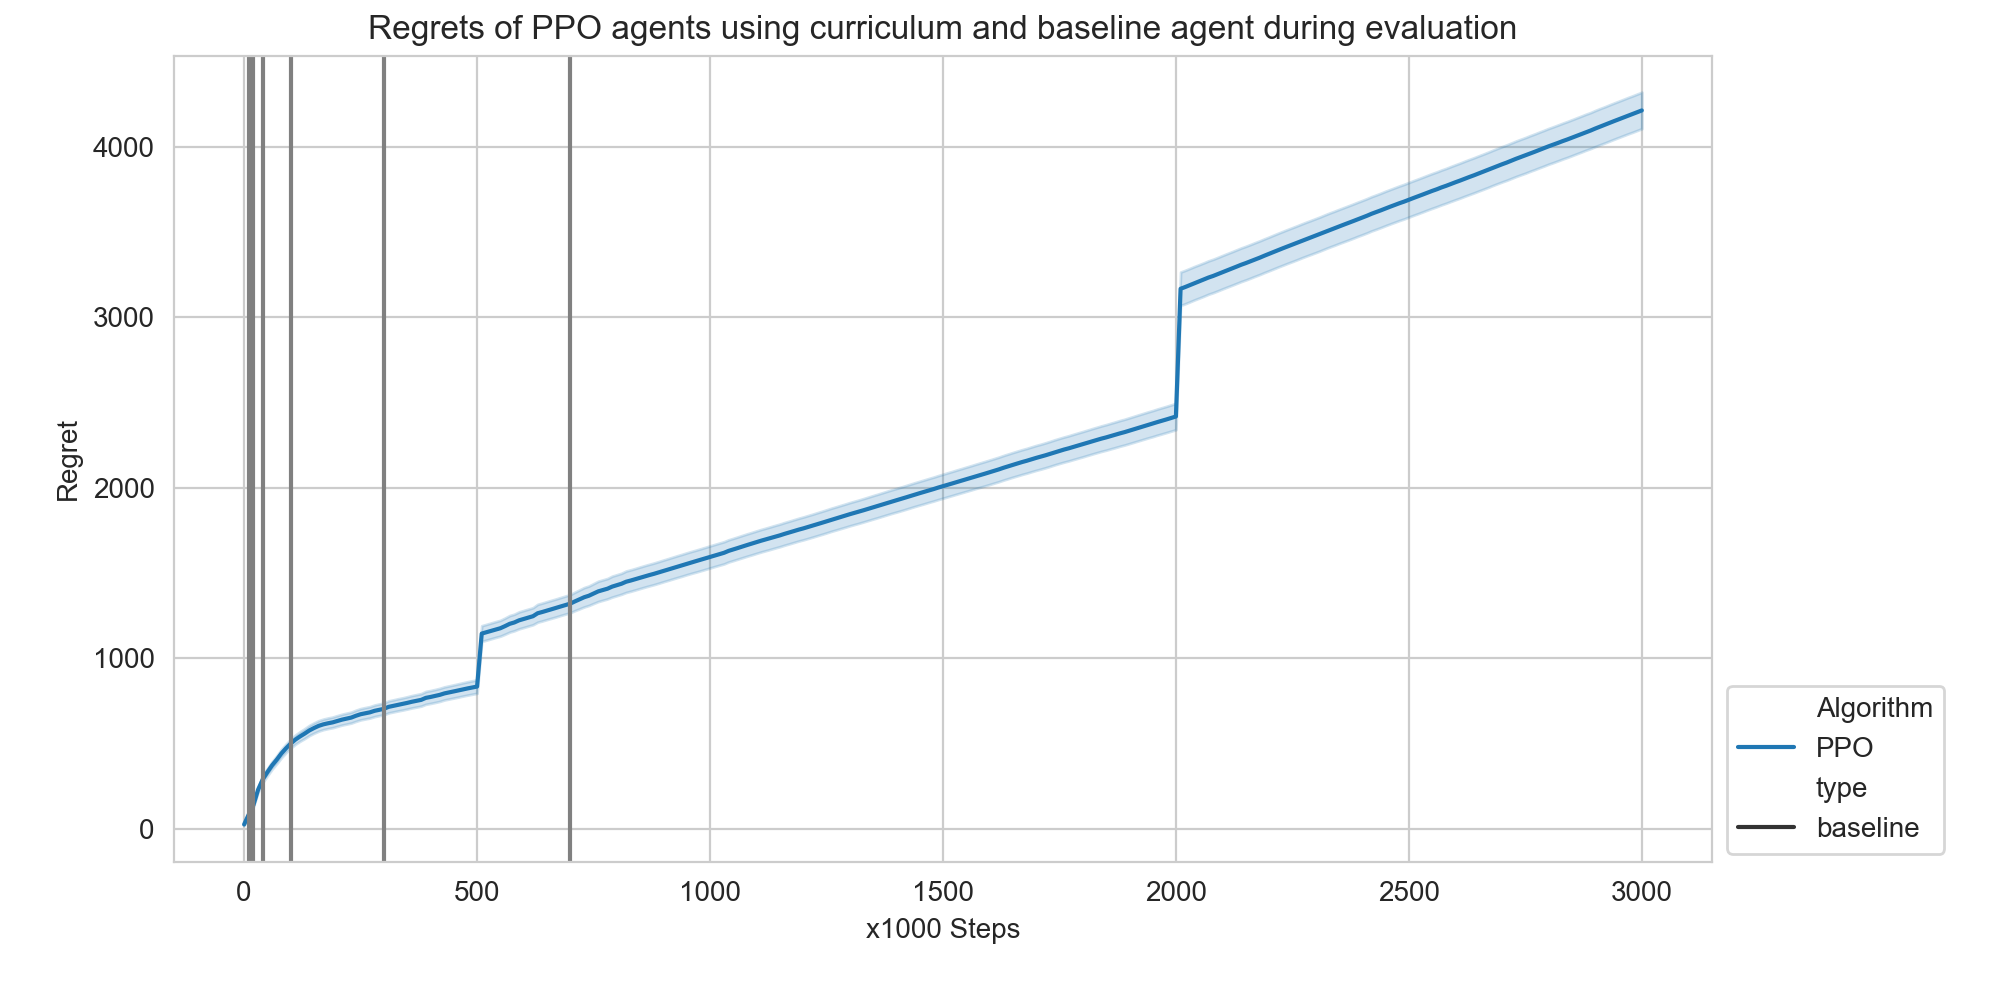 Regrets of PPO agents using curriculum and baseline agent during evaluation
4000
3000
2000
1000
0
Regret
0 500 1000 1500 2000 2500 3000
x1000 Steps
Algorithm
PPO
type
baseline